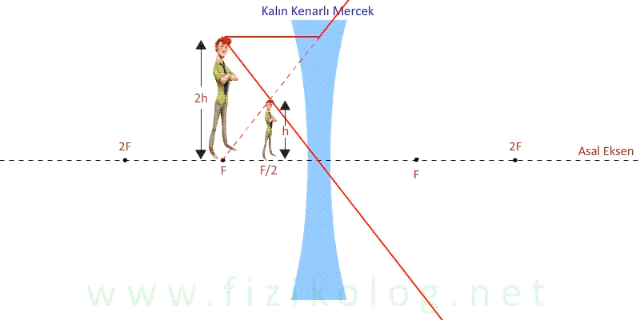 Kalın Kenarlı Mercek
2h
h
2F
F
F/2
F
2F
Asal Eksen
www.fizikolog.net